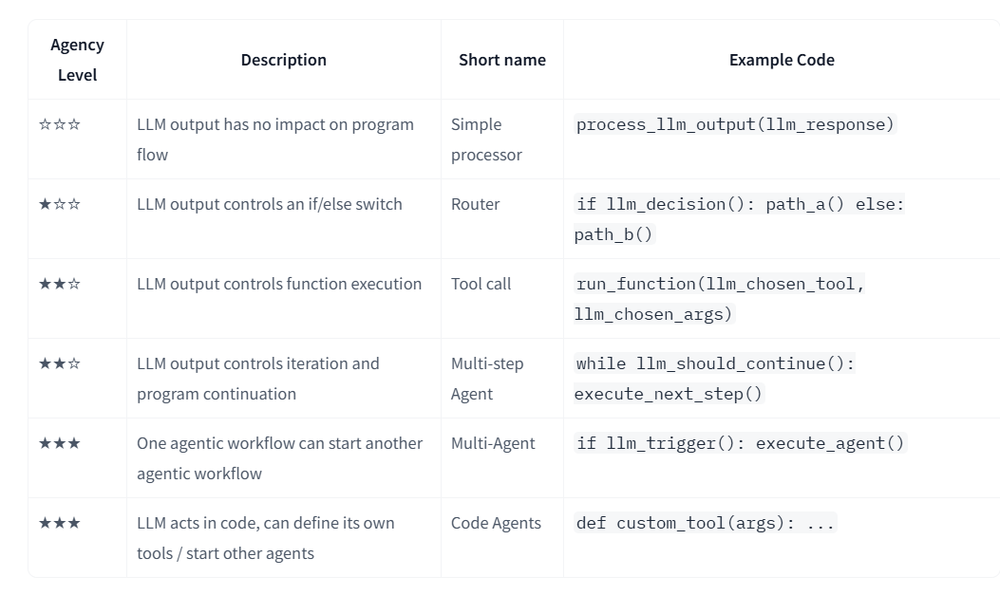 Agency Level
Description
Short name
Example Code
☆☆☆
LLM output has no impact on program
flow
Simple
processor
process_llm_output(llm_response)
★☆☆
LLM output controls an if/else switch
Router
if llm_decision(): path_a() else:
path_b()
★★☆
LLM output controls function execution
Tool call
run_function(llm_chosen_tool,
llm_chosen_args)
★★☆
LLM output controls iteration and
program continuation
Multi-step
Agent
while llm_should_continue():
execute_next_step()
★★★
One agentic workflow can start another
agentic workflow
Multi-Agent
if llm_trigger(): execute_agent()
★★★
LLM acts in code, can define its own
tools / start other agents
Code Agents
def custom_tool(args): ...